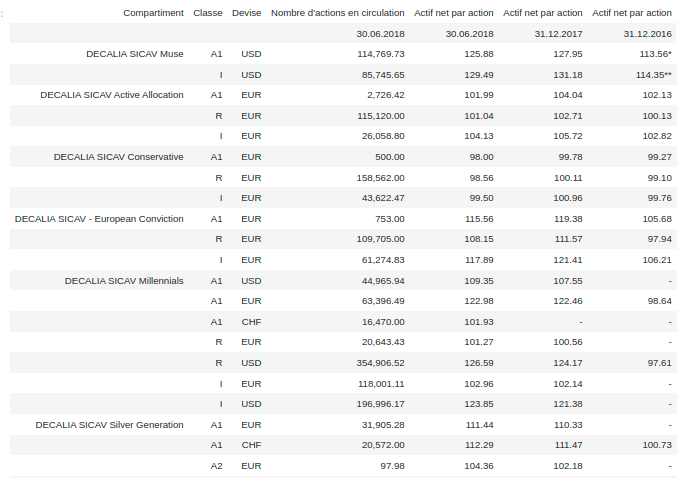 Compartiment Classe Devise Nombre d'actions en circulation Actif net par action Actif net par action Actif net par action
30.06.2018 30.06.2018 31.12.2017 31.12.2016
DECALIA SICAV Muse A1 USD 114,769.73 125.88 127.95 113.56*
I USD 85,745.65 129.49 131.18 114.35**
DECALIA SICAV Active Allocation A1 EUR 2,726.42 101.99 104.04 102.13
R EUR 115,120.00 101.04 102.71 100.13
I EUR 26,058.80 104.13 105.72 102.82
DECALIA SICAV Conservative A1 EUR 500.00 98.00 99.78 99.27
R EUR 158,562.00 98.56 100.11 99.10
I EUR 43,622.47 99.50 100.96 99.76
DECALIA SICAV - European Conviction A1 EUR 753.00 115.56 119.38 105.68
R EUR 109,705.00 108.15 111.57 97.94
I EUR 61,274.83 117.89 121.41 106.21
DECALIA SICAV Millennials A1 USD 44,965.94 109.35 107.55 -
A1 EUR 63,396.49 122.98 122.46 98.64
A1 CHF 16,470.00 101.93 - -
R EUR 20,643.43 101.27 100.56 -
R USD 354,906.52 126.59 124.17 97.61
I EUR 118,001.11 102.96 102.14 -
I USD 196,996.17 123.85 121.38 -
DECALIA SICAV Silver Generation A1 EUR 31,905.28 111.44 110.33 -
A1 CHF 20,572.00 112.29 111.47 100.73
A2 EUR 97.98 104.36 102.18 -